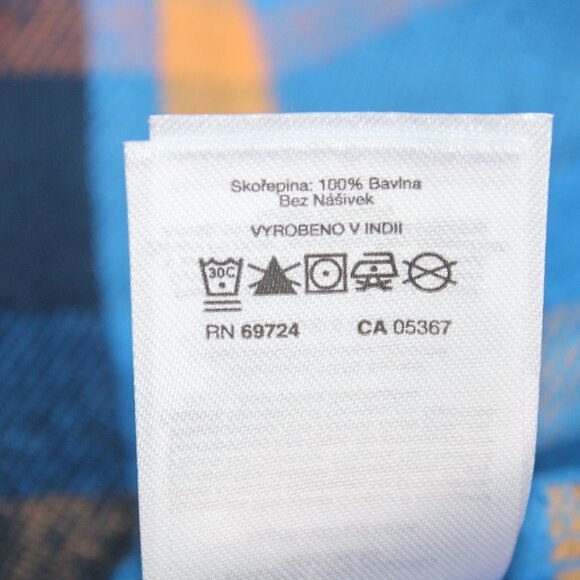 Skořepina: 100% Bavlna
Bez Nášivek
VYROBENO V INDII
30C
RN 69724 CA 05367